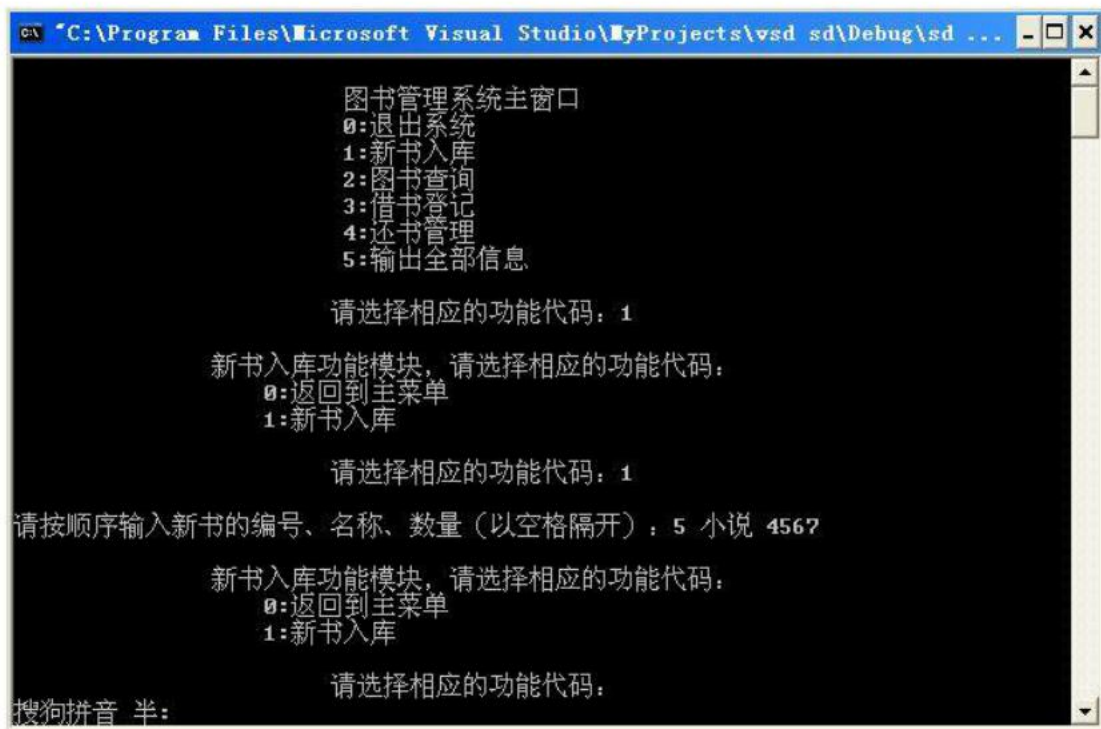 "C:\Program Files\Microsoft Visual Studio\MyProjects\vsd sd\Debug\sd ...
图书管理系统主窗口
0:退出系统
1:新书入库
2:图书查询
3:借书登记
4:还书管理
5:输出全部信息
请选择相应的功能代码：1
新书入库功能模块，请选择相应的功能代码：
0:返回到主菜单
1:新书入库
请选择相应的功能代码：1
请按顺序输入新书的编号、名称、数量（以空格隔开）：5 小说 4567
新书入库功能模块，请选择相应的功能代码：
0:返回到主菜单
1:新书入库
请选择相应的功能代码：
搜狗拼音 半: